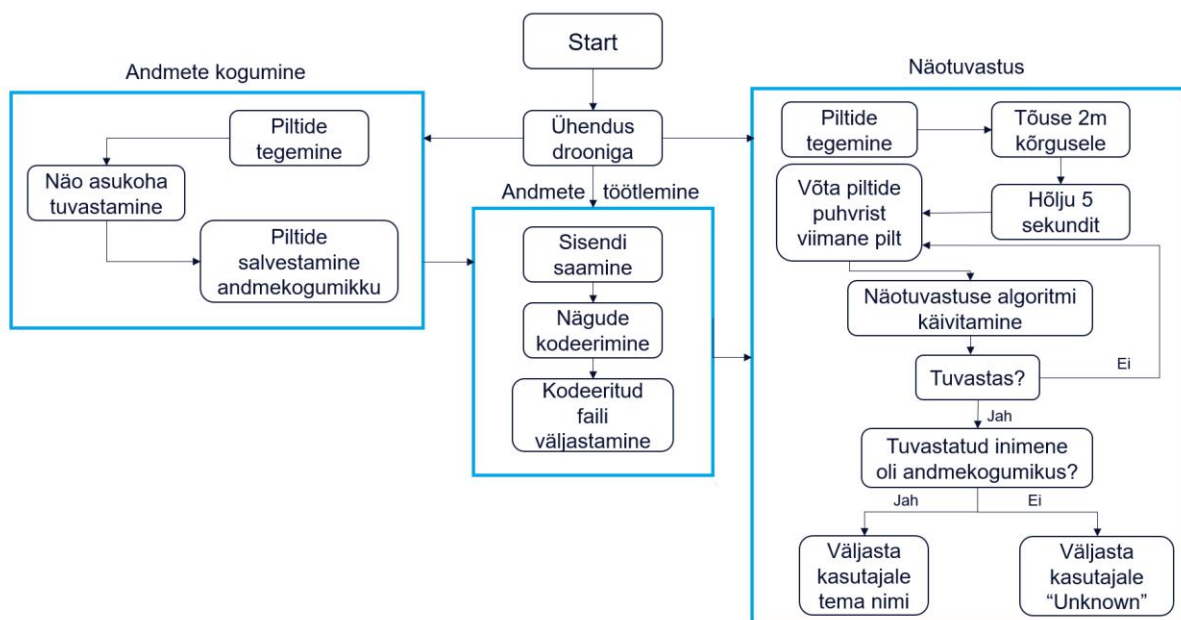 Start
Andmete kogumine
Piltide
tegemine
Näo asukoha
tuvastamine
Piltide
salvestamine
andmekogumikku
Ühendus
drooniga
Andmete töötlemine
Sisendi
saamine
Nägude
kodeerimine
Kodeeritud
faili
väljastamine
Näotuvastus
Piltide
tegemine
Tõuse 2m
kõrgusele
Hõlju 5
sekundit
Võta piltide
puhvrist
viimane pilt
Näotuvastuse algoritmi
käivitamine
Tuvastas?
Ei
Jah
Tuvastatud inimene
oli andmekogumikus?
Jah
Ei
Väljasta
kasutajale
tema nimi
Väljasta
kasutajale
“Unknown”